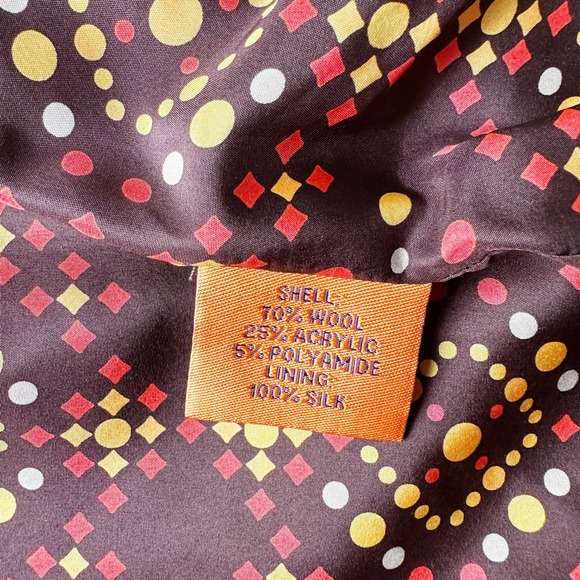 SHELL:
70% WOOL
25% ACRYLIC
5% POLYAMIDE
LINING:
100% SILK